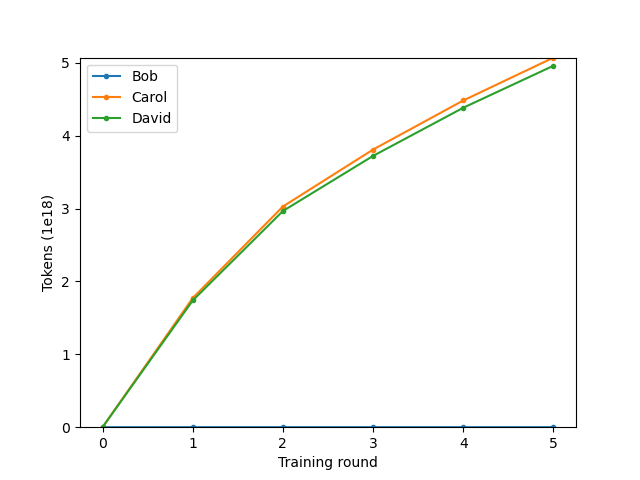 Bob
Carol
David
Tokens (1e18)
5
4
3
2
1
0
0 1 2 3 4 5
Training round